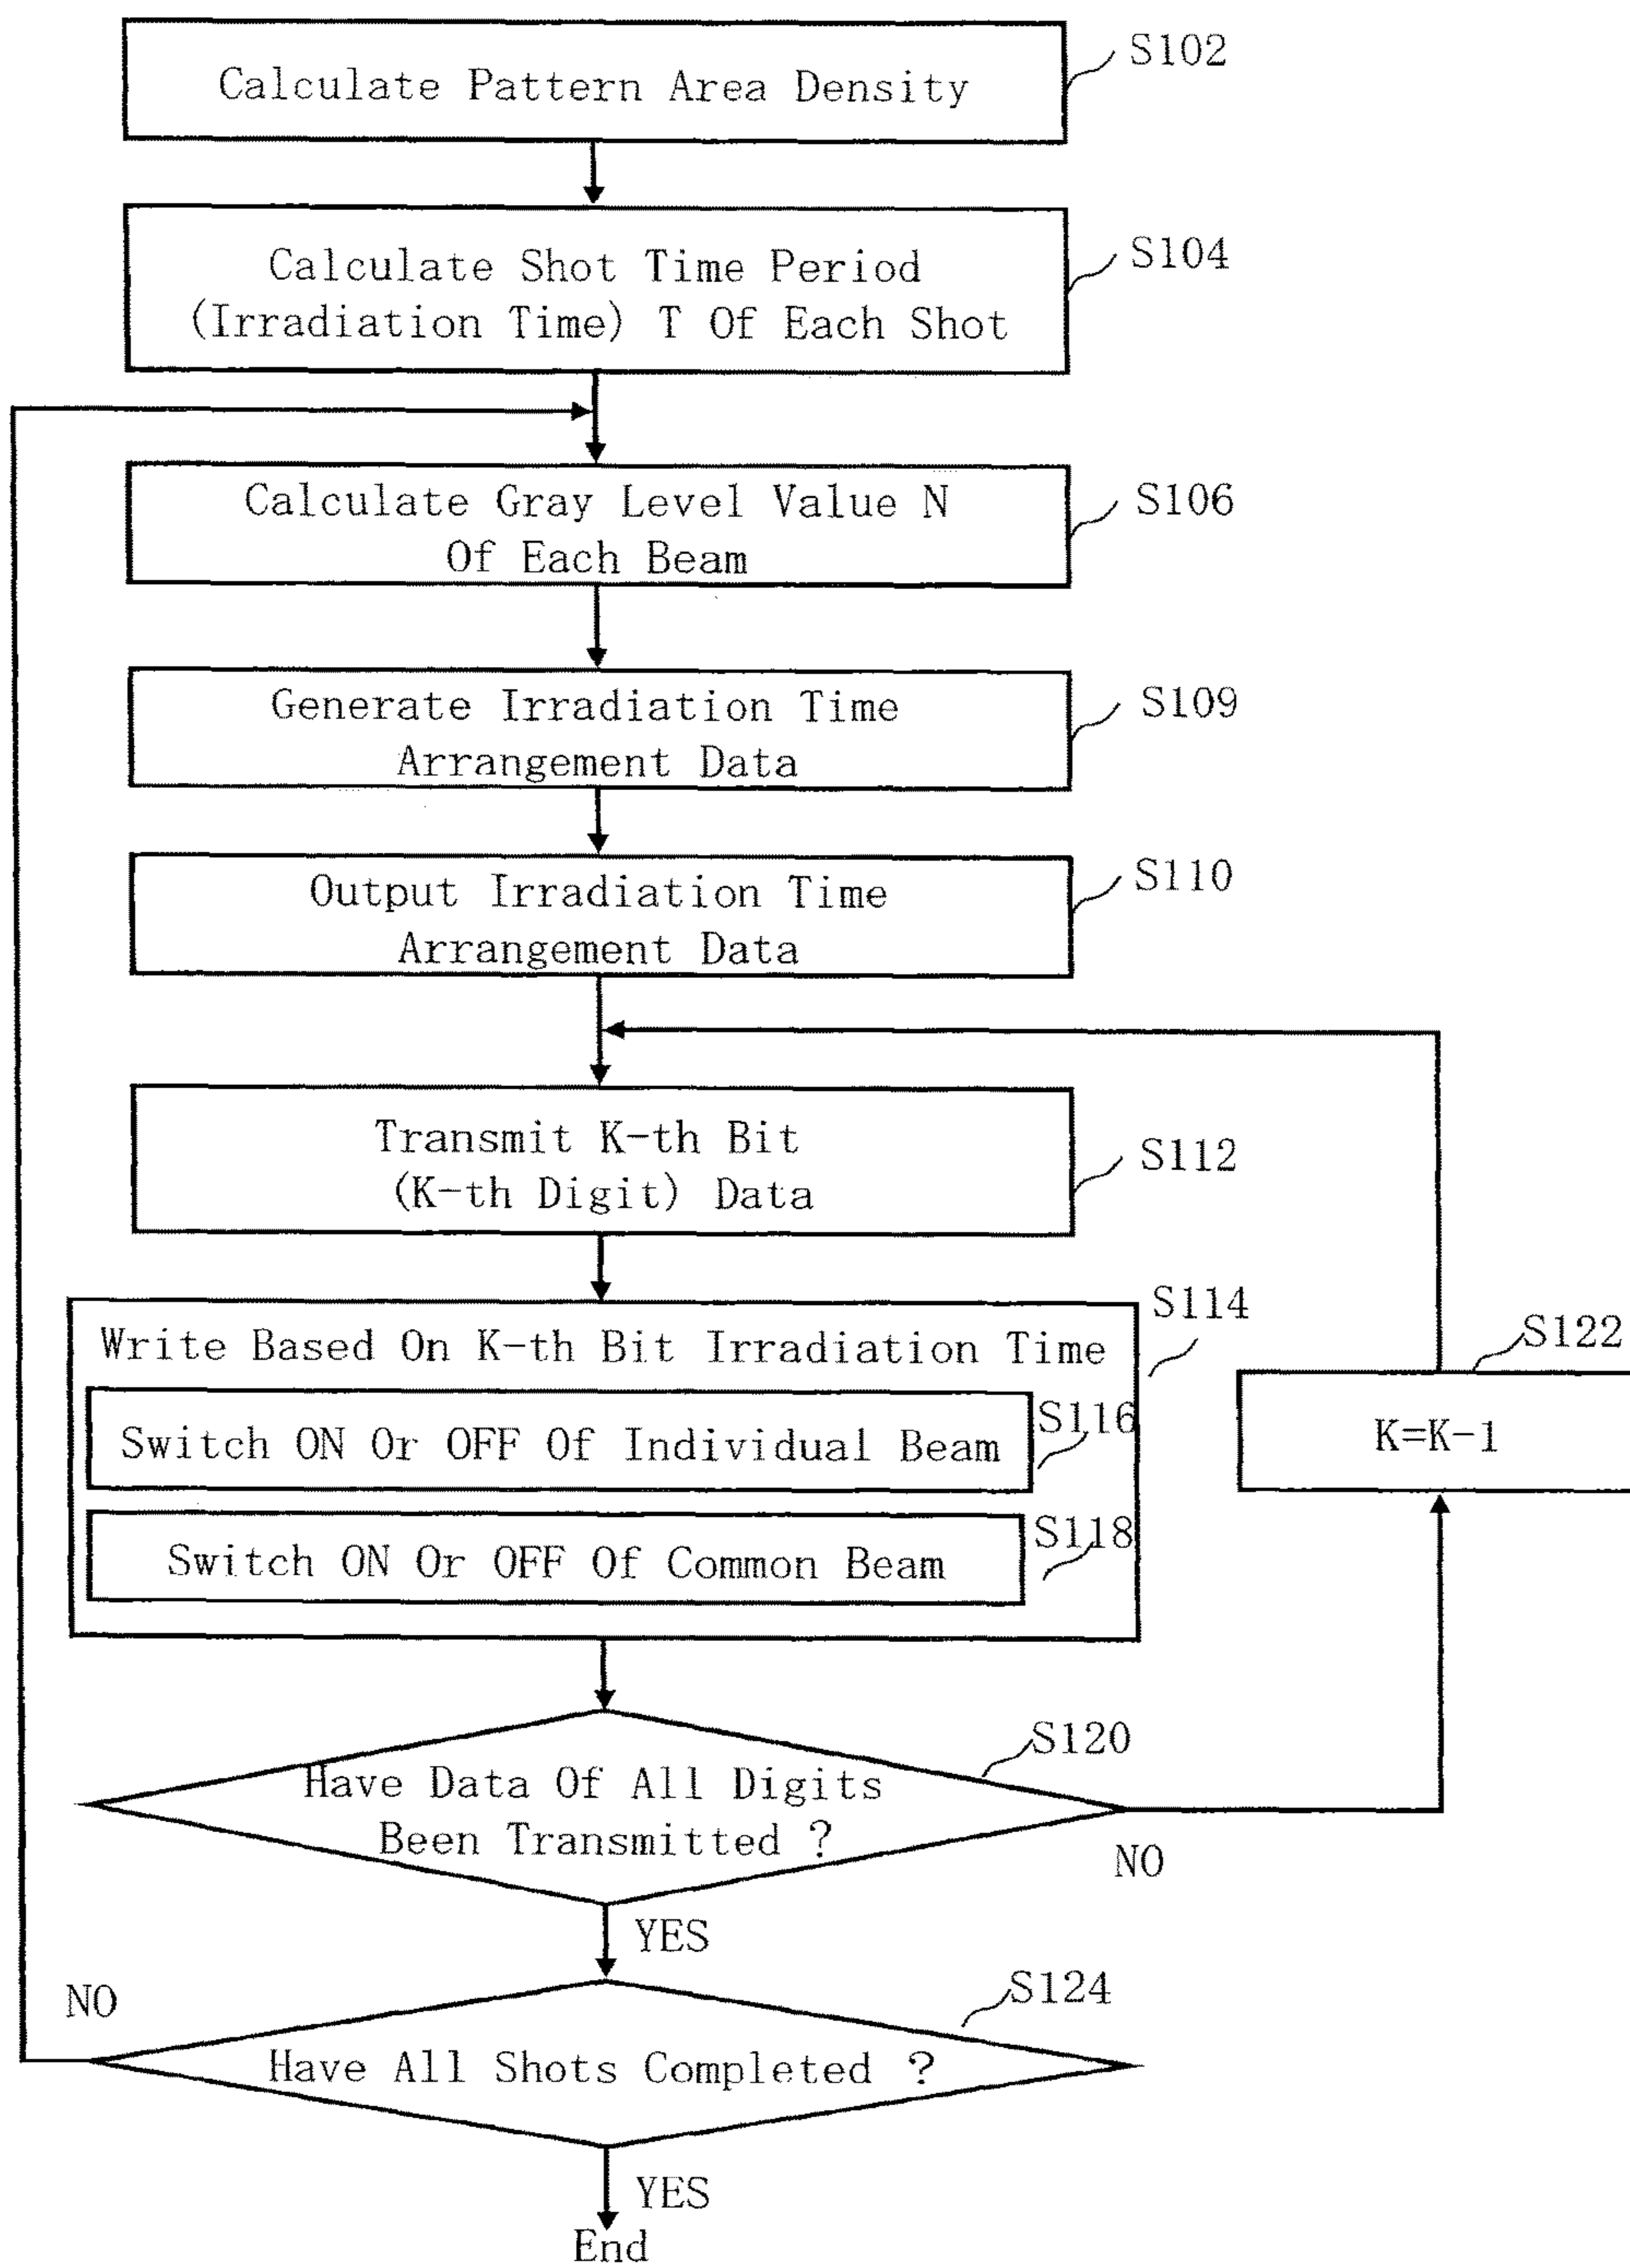 Calculate Pattern Area Density
S102
Calculate Shot Time Period
(Irradiation Time) T Of Each Shot
S104
Calculate Gray Level Value N
Of Each Beam
S106
Generate Irradiation Time
Arrangement Data
S109
Output Irradiation Time
Arrangement Data
S110
Transmit K-th Bit
(K-th Digit) Data
S112
Write Based On K-th Bit Irradiation Time
S114
Switch ON Or OFF Of Individual Beam
S116
Switch ON Or OFF Of Common Beam
S118
K=K-1
S122
Have Data Of All Digits
Been Transmitted ?
S120
NO
YES
Have All Shots Completed ?
S124
NO
YES
End